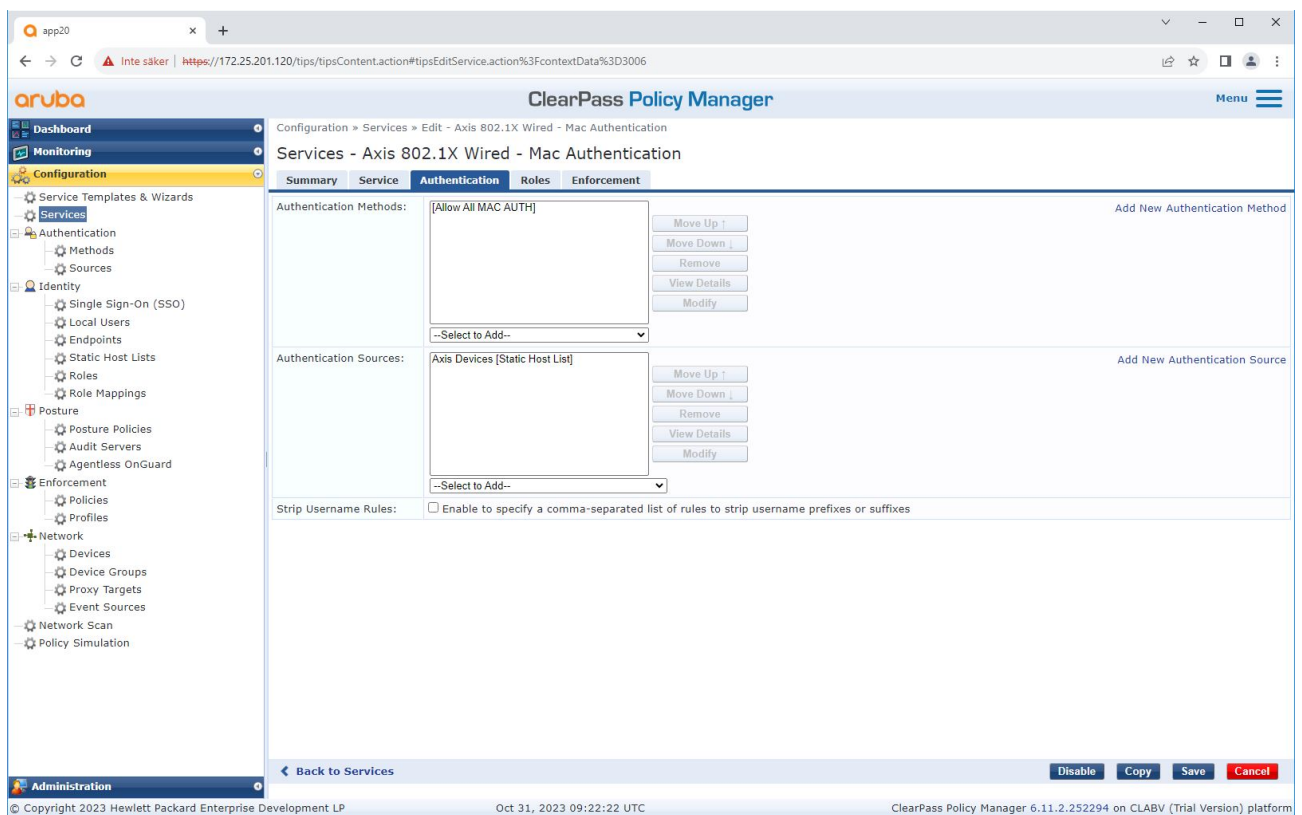 app20
Inte säker https://172.25.201.120/tips/tipsContent.action#tipsEditService.action%3FcontextData%3D3006
aruba
ClearPass Policy Manager
Menu
Dashboard
Monitoring
Configuration
Service Templates & Wizards
Services
Authentication
Methods
Sources
Identity
Single Sign-On (SSO)
Local Users
Endpoints
Static Host Lists
Roles
Role Mappings
Posture
Posture Policies
Audit Servers
Agentless OnGuard
Enforcement
Policies
Profiles
Network
Devices
Device Groups
Proxy Targets
Event Sources
Network Scan
Policy Simulation
Administration
Configuration » Services » Edit - Axis 802.1X Wired - Mac Authentication
Services - Axis 802.1X Wired - Mac Authentication
Summary Service Authentication Roles Enforcement
Authentication Methods:
[Allow All MAC AUTH]
Move Up ↑
Move Down ↓
Remove
View Details
Modify
--Select to Add--
Add New Authentication Method
Authentication Sources:
Axis Devices [Static Host List]
Move Up ↑
Move Down ↓
Remove
View Details
Modify
--Select to Add--
Add New Authentication Source
Strip Username Rules:
Enable to specify a comma-separated list of rules to strip username prefixes or suffixes
Back to Services
Disable Copy Save Cancel
© Copyright 2023 Hewlett Packard Enterprise Development LP Oct 31, 2023 09:22:22 UTC ClearPass Policy Manager 6.11.2.252294 on CLABV (Trial Version) platform